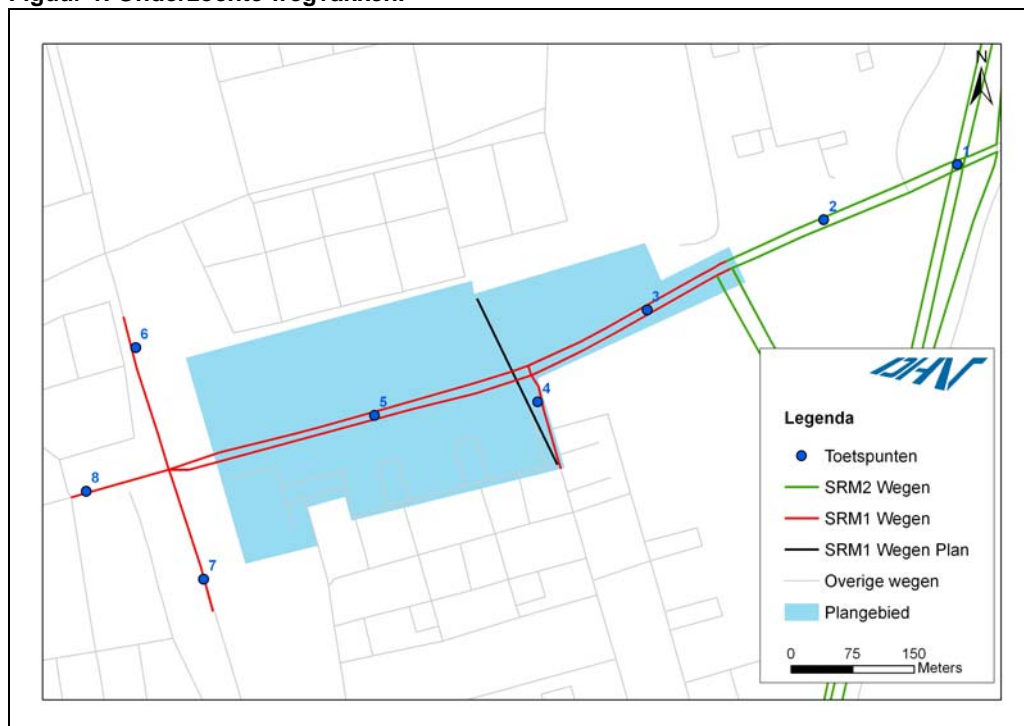 Figuur 1: Onderzochte wegvakken.
N
1
2
3
4
5
6
7
8
DHV
Legenda
Toetspunten
SRM2 Wegen
SRM1 Wegen
SRM1 Wegen Plan
Overige wegen
Plangebied
0 75 150
Meters